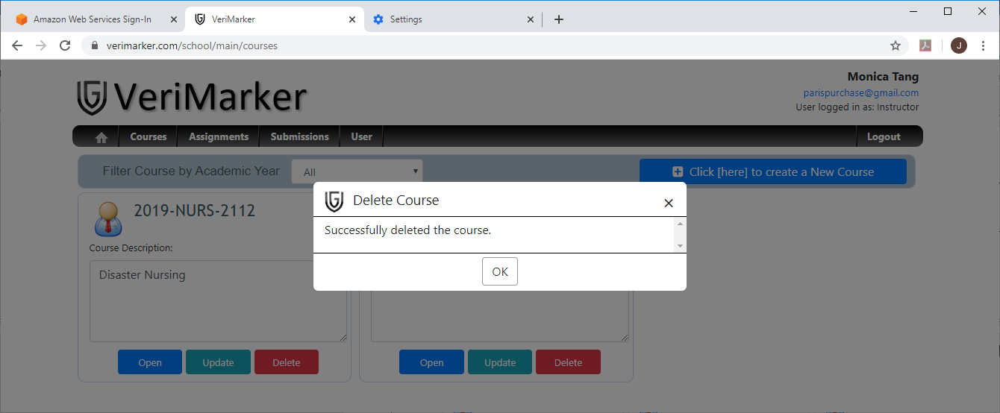 Amazon Web Services Sign-In
VeriMarker
Settings
verimarker.com/school/main/courses
J
VeriMarker
Monica Tang
parispurchase@gmail.com
User logged in as: Instructor
Courses
Assignments
Submissions
User
Logout
Filter Course by Academic Year
All
Click [here] to create a New Course
2019-NURS-2112
Course Description:
Disaster Nursing
Delete Course
Successfully deleted the course.
OK
Open
Update
Delete
Open
Update
Delete